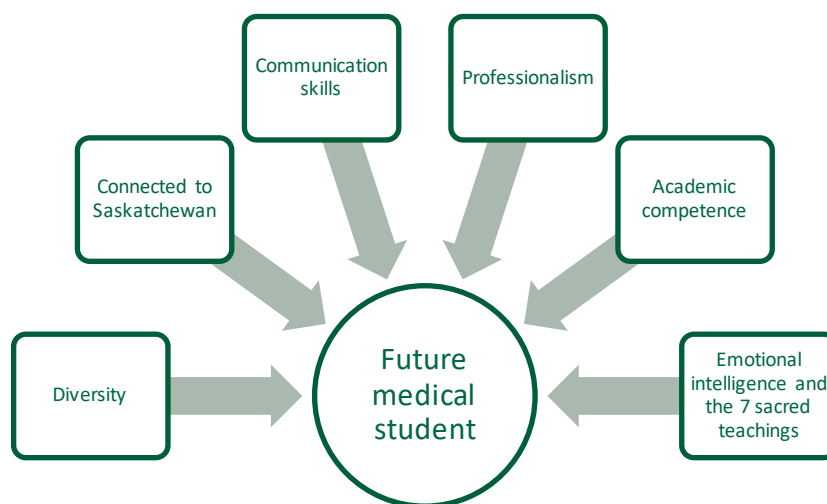 Communication
skills
Professionalism
Connected to
Saskatchewan
Academic
competence
Diversity
Future
medical
student
Emotional
intelligence and
the 7 sacred
teachings